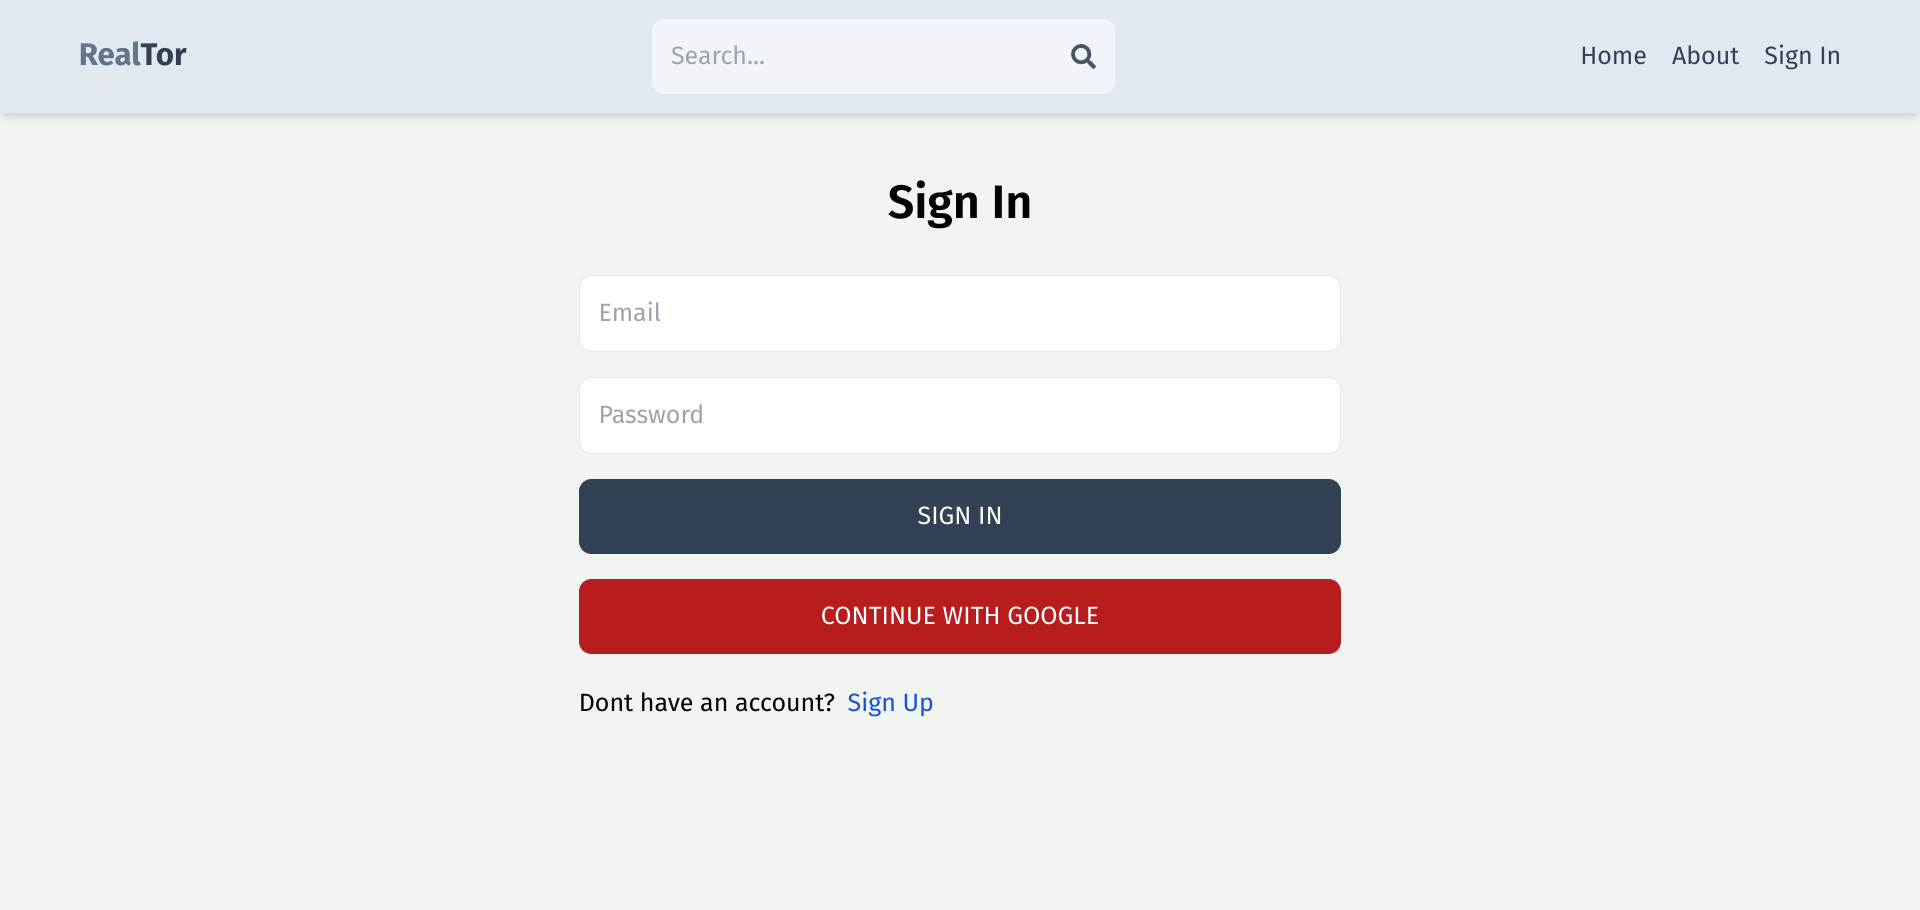 RealTor
Search...
Home About Sign In
Sign In
Email
Password
SIGN IN
CONTINUE WITH GOOGLE
Dont have an account? Sign Up